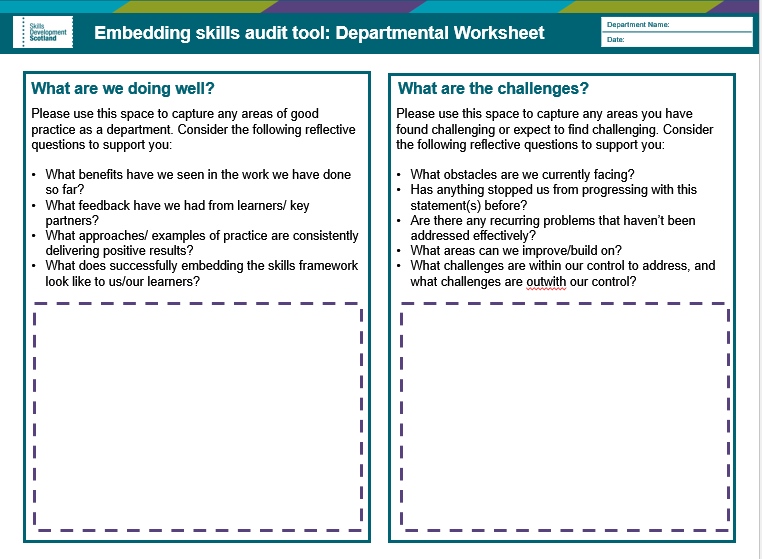 Skills
Development
Scotland
Embedding skills audit tool: Departmental Worksheet
Department Name:
Date:
What are we doing well?
Please use this space to capture any areas of good
practice as a department. Consider the following reflective
questions to support you:
• What benefits have we seen in the work we have done
so far?
• What feedback have we had from learners/ key
partners?
• What approaches/ examples of practice are consistently
delivering positive results?
• What does successfully embedding the skills framework
look like to us/our learners?
What are the challenges?
Please use this space to capture any areas you have
found challenging or expect to find challenging. Consider
the following reflective questions to support you:
• What obstacles are we currently facing?
• Has anything stopped us from progressing with this
statement(s) before?
• Are there any recurring problems that haven’t been
addressed effectively?
• What areas can we improve/build on?
• What challenges are within our control to address, and
what challenges are outwith our control?